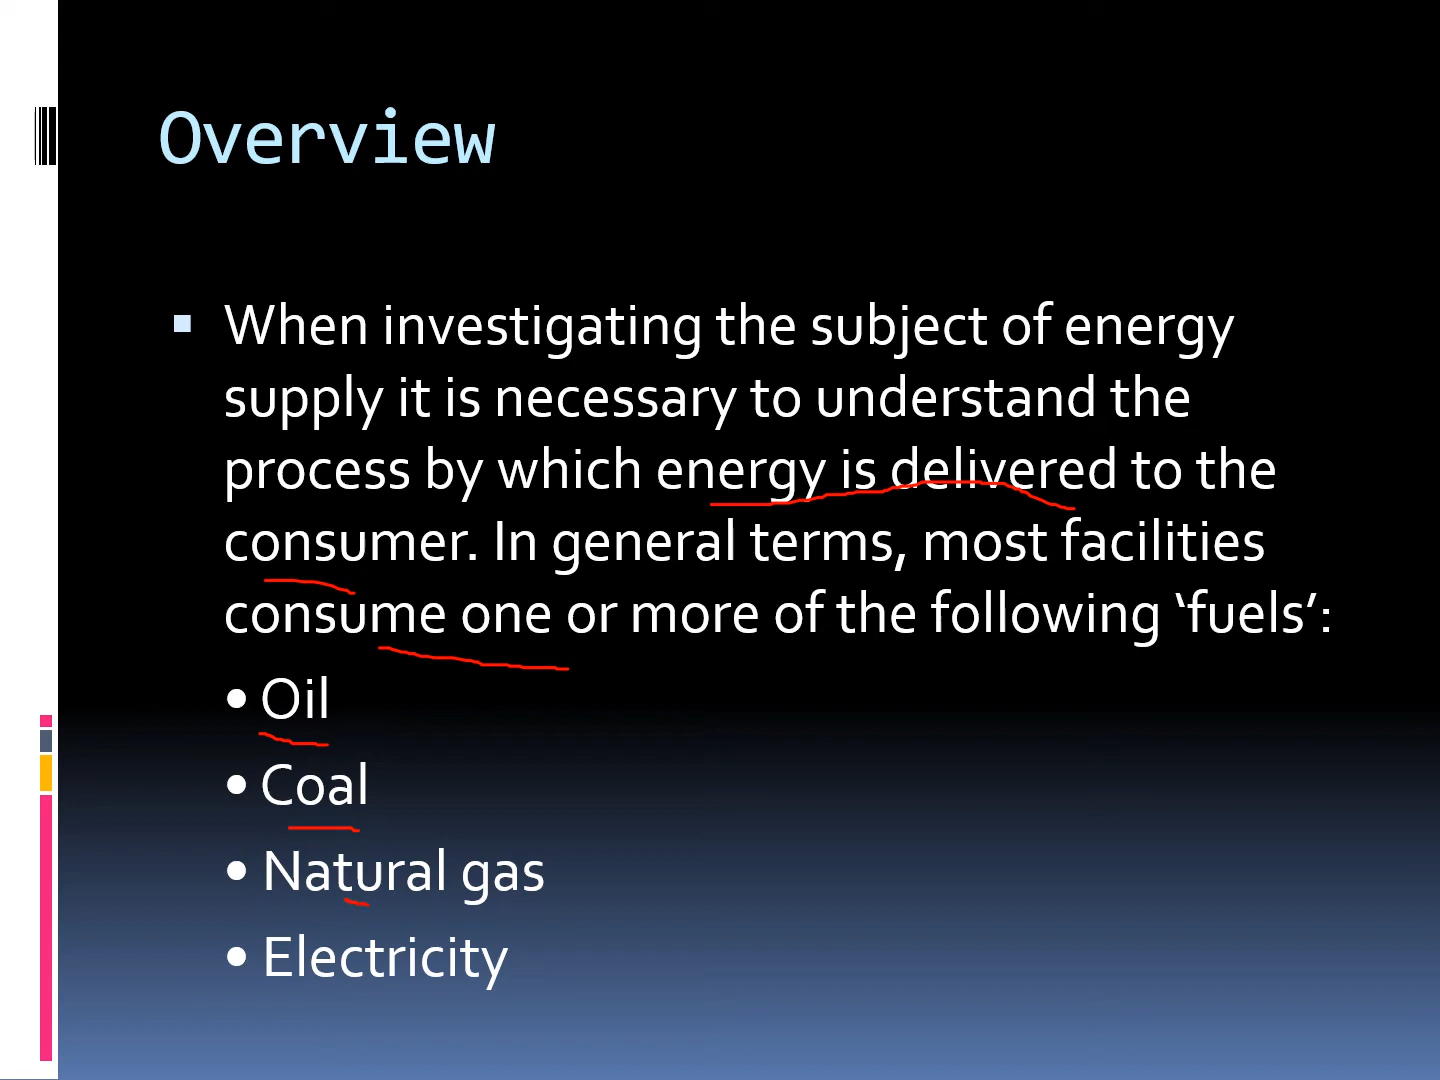 Overview
▪ When investigating the subject of energy
supply it is necessary to understand the
process by which energy is delivered to the
consumer. In general terms, most facilities
consume one or more of the following ‘fuels’:
• Oil
• Coal
• Natural gas
• Electricity